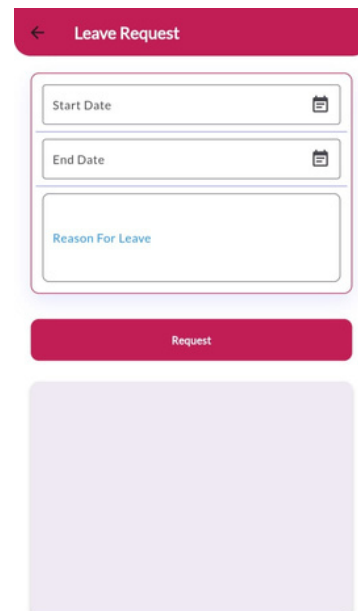 Leave Request
Start Date
End Date
Reason For Leave
Request